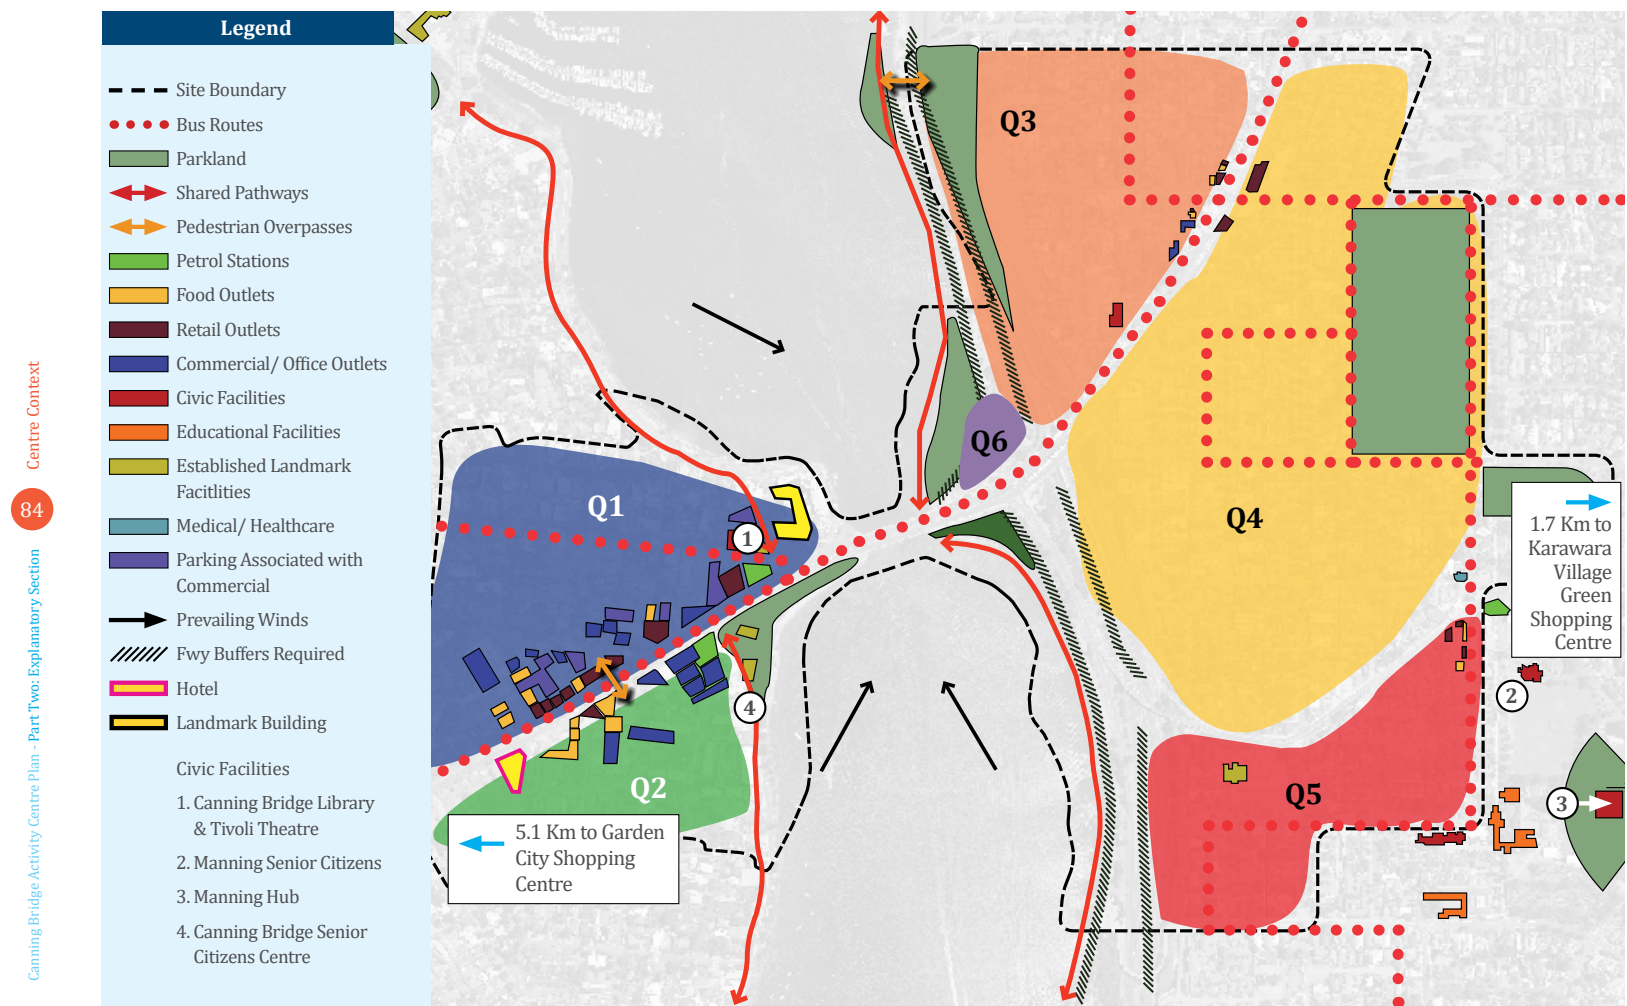 Legend
Site Boundary
Bus Routes
Parkland
Shared Pathways
Pedestrian Overpasses
Petrol Stations
Food Outlets
Retail Outlets
Commercial/ Office Outlets
Civic Facilities
Educational Facilities
Established Landmark
Facitlities
Medical/ Healthcare
Parking Associated with
Commercial
Prevailing Winds
Fwy Buffers Required
Hotel
Landmark Building
Civic Facilities
1. Canning Bridge Library
& Tivoli Theatre
2. Manning Senior Citizens
3. Manning Hub
4. Canning Bridge Senior
Citizens Centre
Canning Bridge Activity Centre Plan - Part Two: Explanatory Section
84
Centre Context
Q3
Q6
Q1
Q4
1
1.7 Km to
Karawara
Village
Green
Shopping
Centre
2
4
Q2
Q5
3
5.1 Km to Garden
City Shopping
Centre